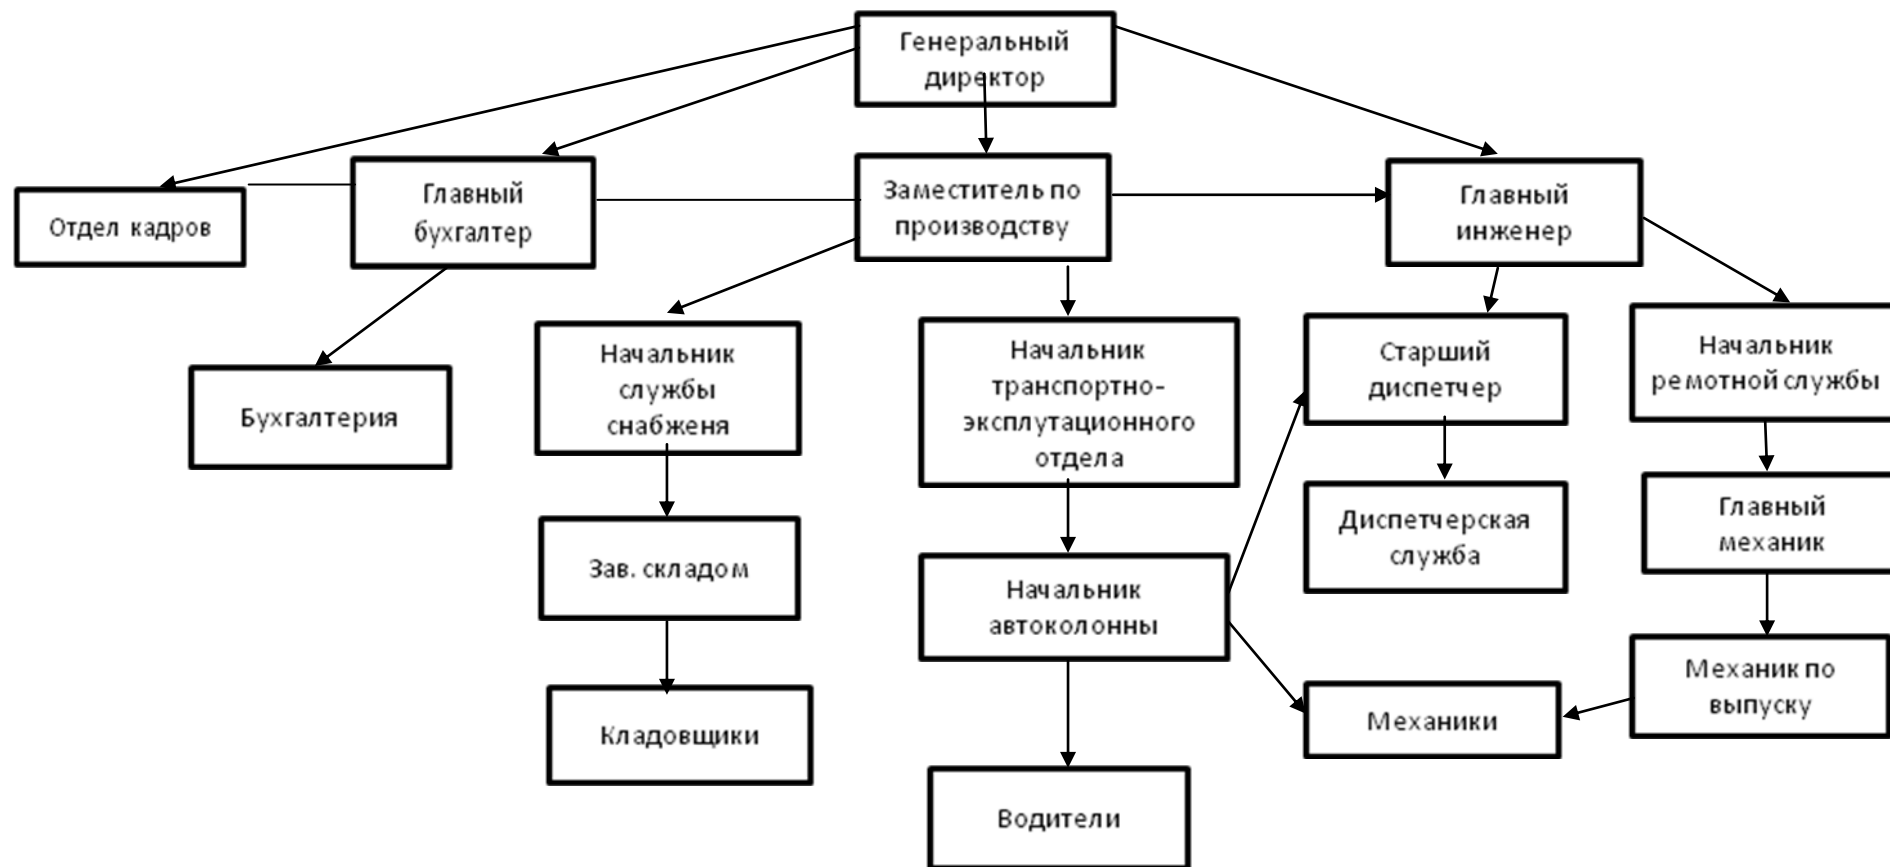 Генеральный
директор
Отдел кадров
Главный
бухгалтер
Заместитель по
производству
Главный
инженер
Бухгалтерия
Начальник
службы
снабженя
Начальник
транспортно-
эксплутационного
отдела
Старший
диспетчер
Начальник
ремотной службы
Зав. складом
Начальник
автоколонны
Диспетчерская
служба
Главный
механик
Кладовщики
Водители
Механики
Механик по
выпуску